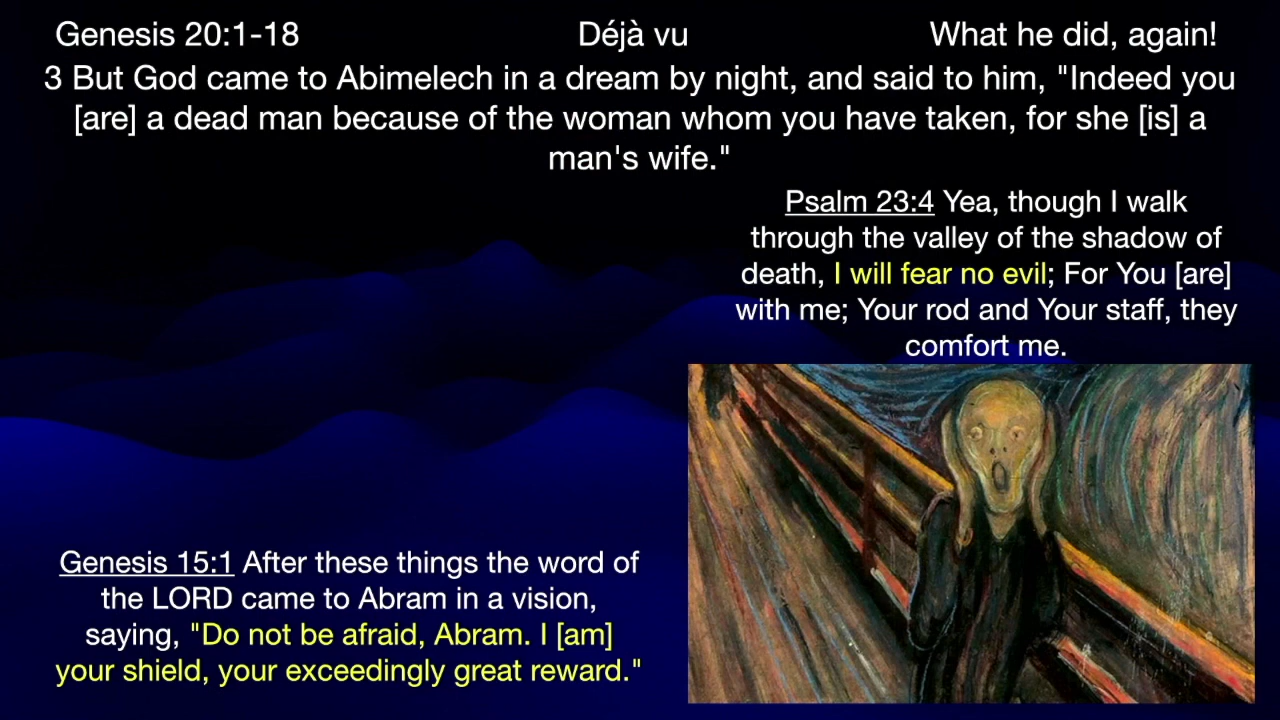 Genesis 20:1-18 Déjà vu What he did, again!
3 But God came to Abimelech in a dream by night, and said to him, "Indeed you
[are] a dead man because of the woman whom you have taken, for she [is] a
man's wife."
Psalm 23:4 Yea, though I walk
through the valley of the shadow of
death, I will fear no evil; For You [are]
with me; Your rod and Your staff, they
comfort me.
Genesis 15:1 After these things the word of
the LORD came to Abram in a vision,
saying, "Do not be afraid, Abram. I [am]
your shield, your exceedingly great reward."